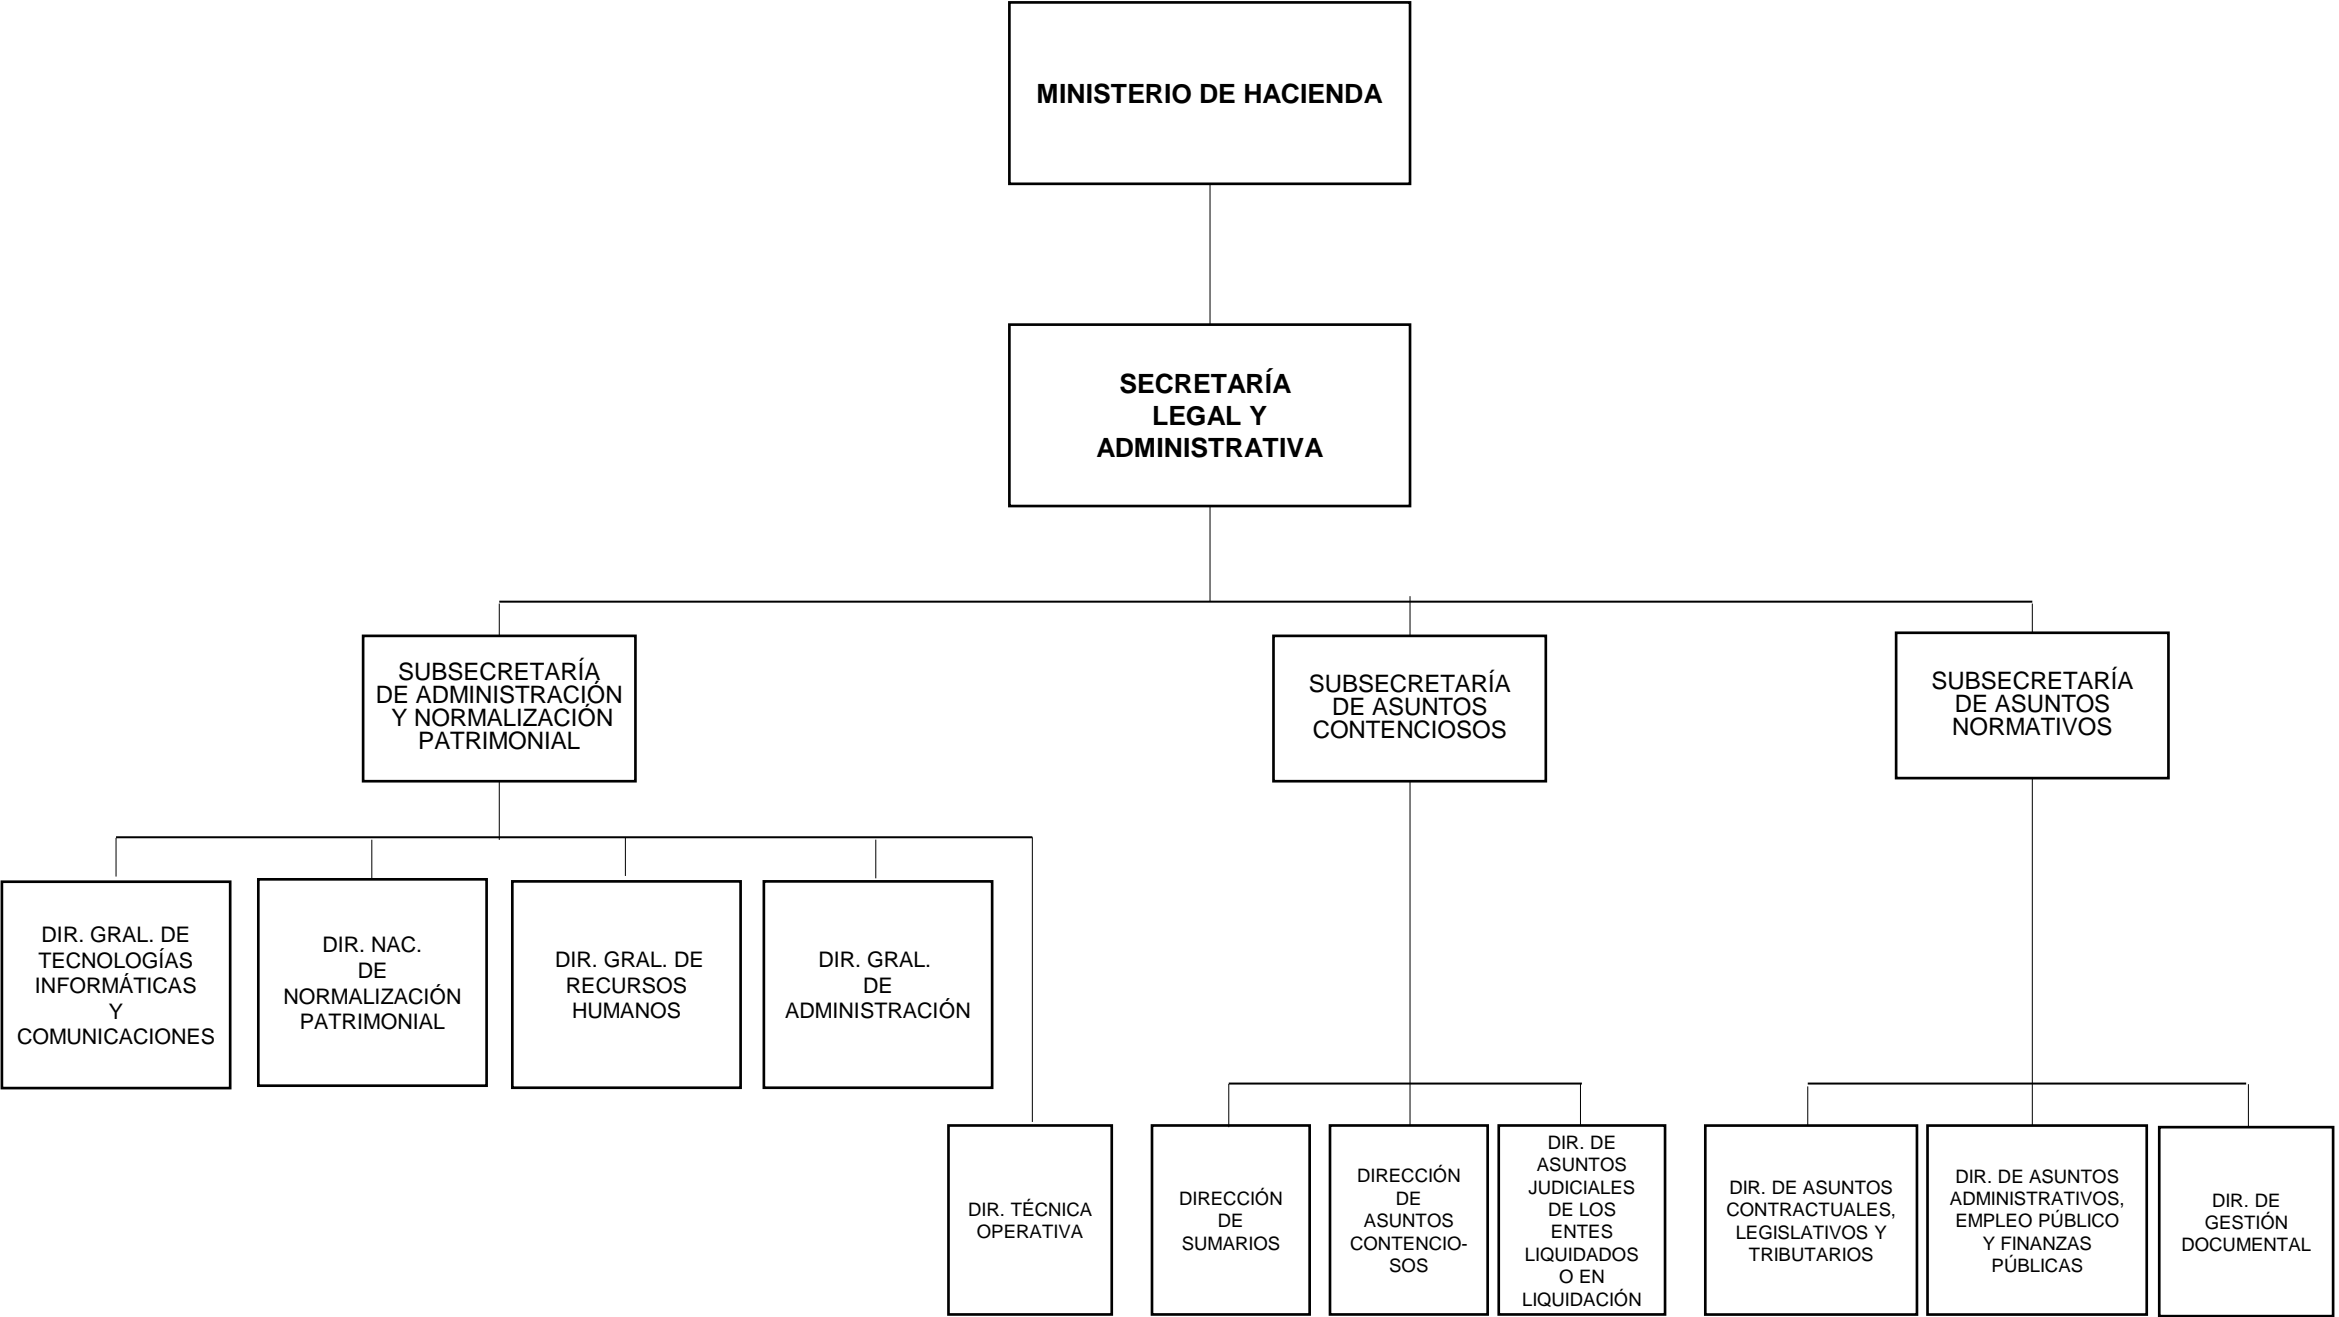 MINISTERIO DE HACIENDA
SECRETARÍA
LEGAL Y
ADMINISTRATIVA
SUBSECRETARÍA
DE ADMINISTRACIÓN
Y NORMALIZACIÓN
PATRIMONIAL
SUBSECRETARÍA
DE ASUNTOS
CONTENCIOSOS
SUBSECRETARÍA
DE ASUNTOS
NORMATIVOS
DIR. GRAL. DE
TECNOLOGÍAS
INFORMÁTICAS
Y
COMUNICACIONES
DIR. NAC.
DE
NORMALIZACIÓN
PATRIMONIAL
DIR. GRAL. DE
RECURSOS
HUMANOS
DIR. GRAL.
DE
ADMINISTRACIÓN
DIR. TÉCNICA
OPERATIVA
DIRECCIÓN
DE
SUMARIOS
DIRECCIÓN
DE
ASUNTOS
CONTENCIO-
SOS
DIR. DE
ASUNTOS
JUDICIALES
DE LOS
ENTES
LIQUIDADOS
O EN
LIQUIDACIÓN
DIR. DE ASUNTOS
CONTRACTUALES,
LEGISLATIVOS Y
TRIBUTARIOS
DIR. DE ASUNTOS
ADMINISTRATIVOS,
EMPLEO PÚBLICO
Y FINANZAS
PÚBLICAS
DIR. DE
GESTIÓN
DOCUMENTAL